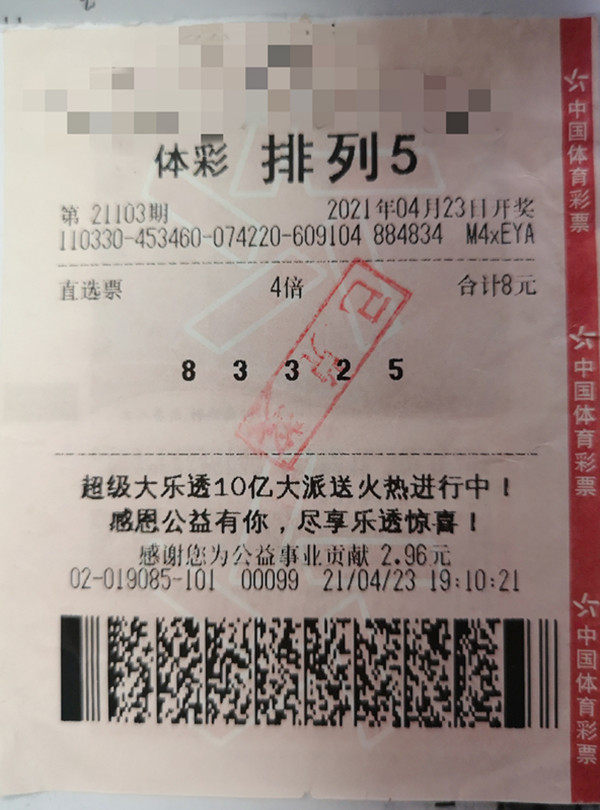 体彩 排列5
第 21103期 2021年04月23日开奖
110330-453460-074220-609104 884834 M4xEYA
直选票 4倍 合计8元
已兑奖
8 3 3 2 5
超级大乐透10亿大派送火热进行中！
感恩公益有你，尽享乐透惊喜！
感谢您为公益事业贡献 2.96元
02-019085-101 00099 21/04/23 19:10:21
中国体育彩票
中国体育彩票
中国体育彩票